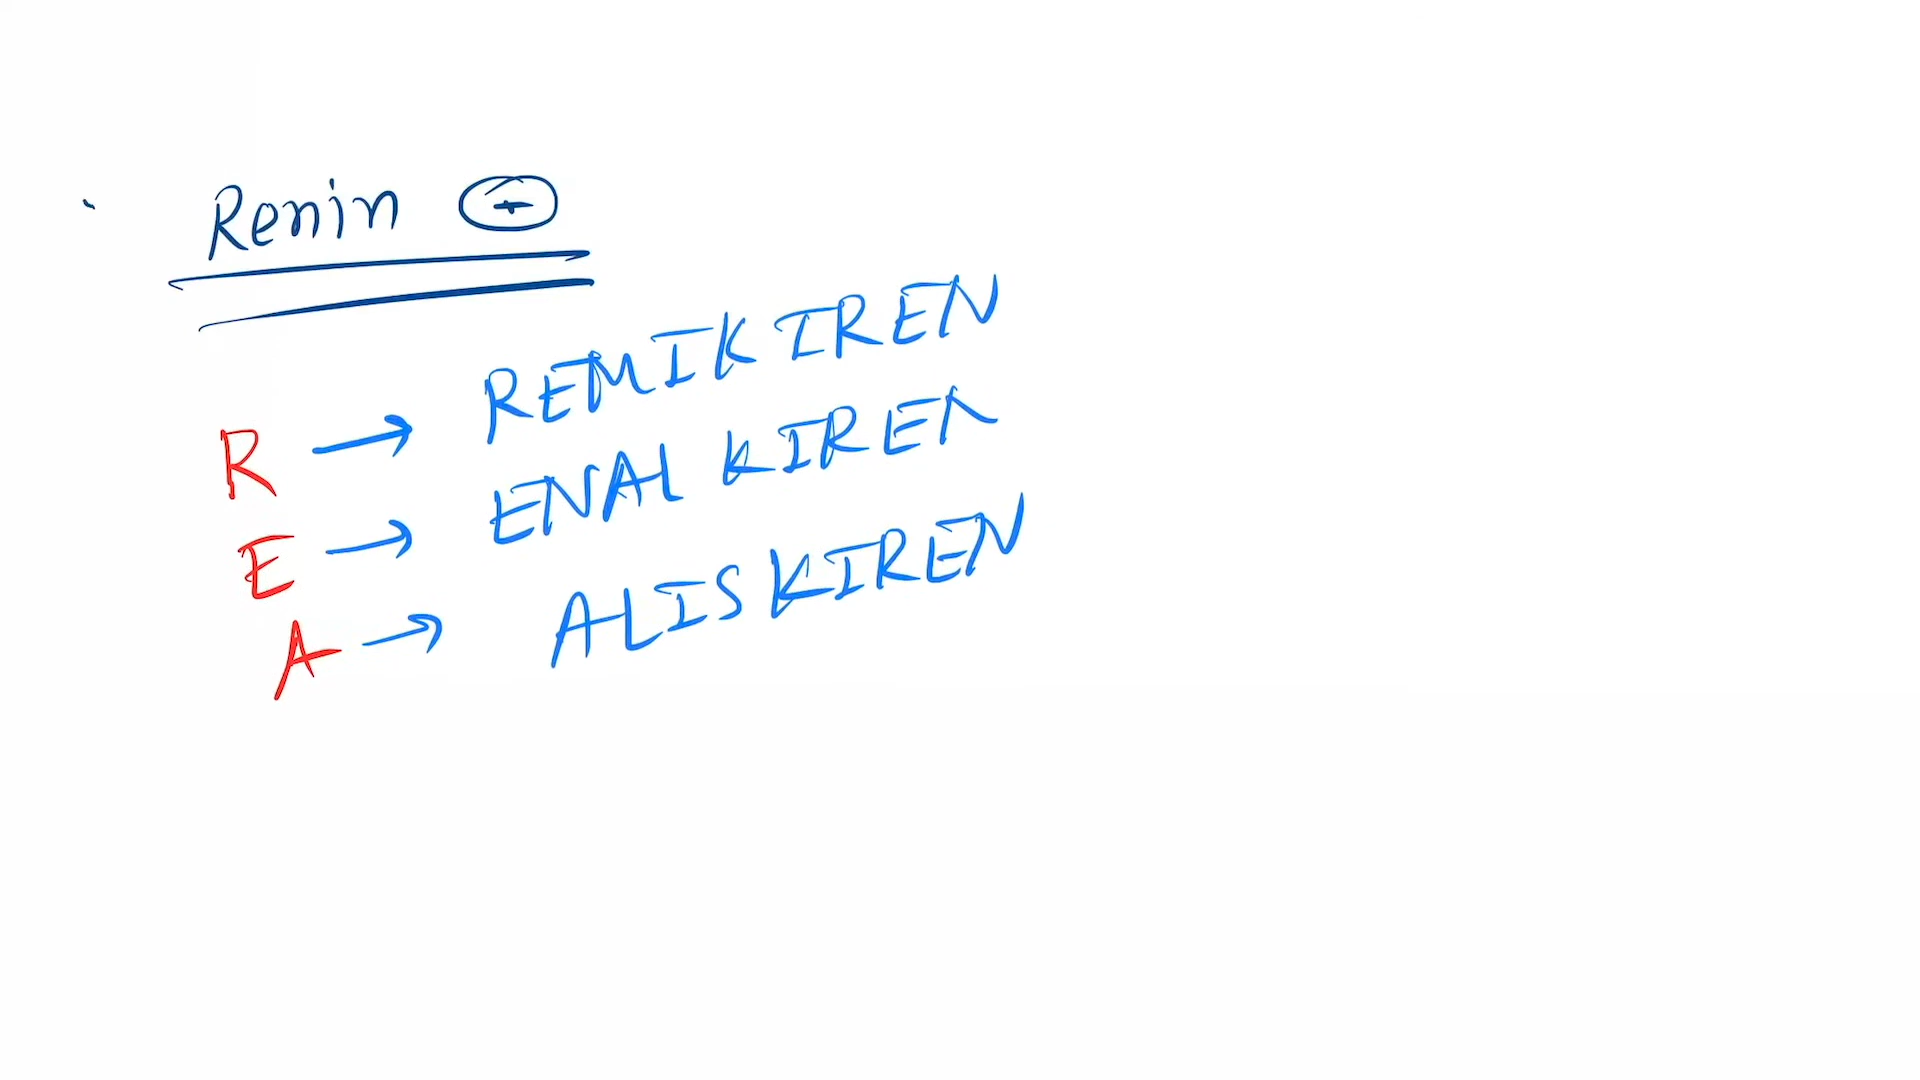 Renin +
R → REMIKIREN
E → ENALKIREN
A → ALISKIREN